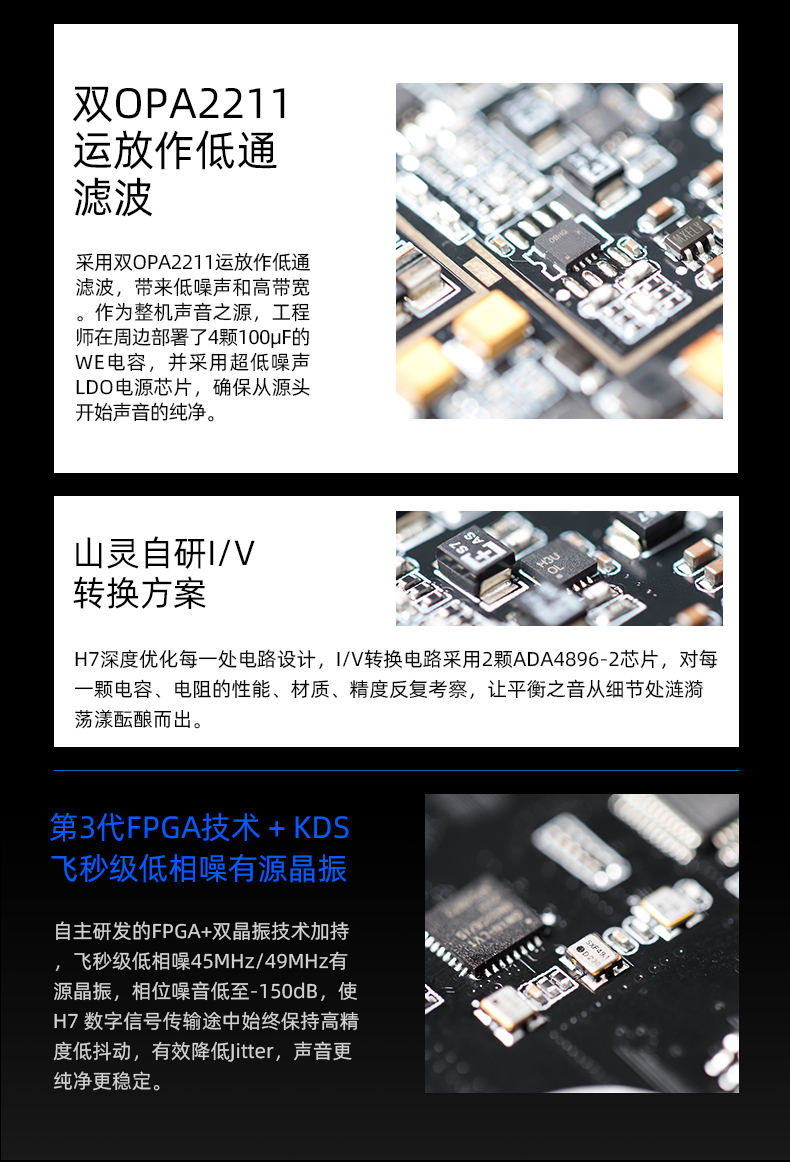 双OPA2211
运放作低通
滤波
采用双OPA2211运放作低通
滤波，带来低噪声和高带宽
。作为整机声音之源，工程
师在周边部署了4颗100μF的
WE电容，并采用超低噪声
LDO电源芯片，确保从源头
开始声音的纯净。
山灵自研I/V
转换方案
H7深度优化每一处电路设计，I/V转换电路采用2颗ADA4896-2芯片，对每
一颗电容、电阻的性能、材质、精度反复考察，让平衡之音从细节处涟漪
荡漾酝酿而出。
S7
AS
HCU
10
第3代FPGA技术 + KDS
飞秒级低相噪有源晶振
自主研发的FPGA+双晶振技术加持
，飞秒级低相噪45MHz/49MHz有
源晶振，相位噪音低至-150dB，使
H7 数字信号传输途中始终保持高精
度低抖动，有效降低Jitter，声音更
纯净更稳定。
SXF49.1